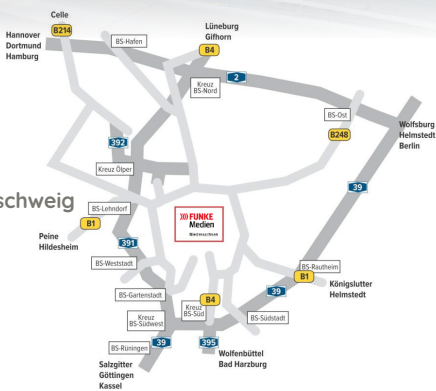 Celle
B214
Hannover
Dortmund
Hamburg
BS-Hafen
Lüneburg
Gifhorn
B4
2
Kreuz
BS-Nord
BS-Ost
B248
Wolfsburg
Helmstedt
Berlin
392
Kreuz Ölper
39
schweig
BS-Lehndorf
B1
Peine
Hildesheim
FUNKE
Medien
Niedersachsen
391
BS-Weststadt
BS-Rautheim
B1
39
Königslutter
Helmstedt
BS-Gartenstadt
B4
Kreuz
BS-Süd
Kreuz
BS-Südwest
BS-Südstadt
BS-Rüningen
39
395
Wolfenbüttel
Bad Harzburg
Salzgitter
Göttingen
Kassel